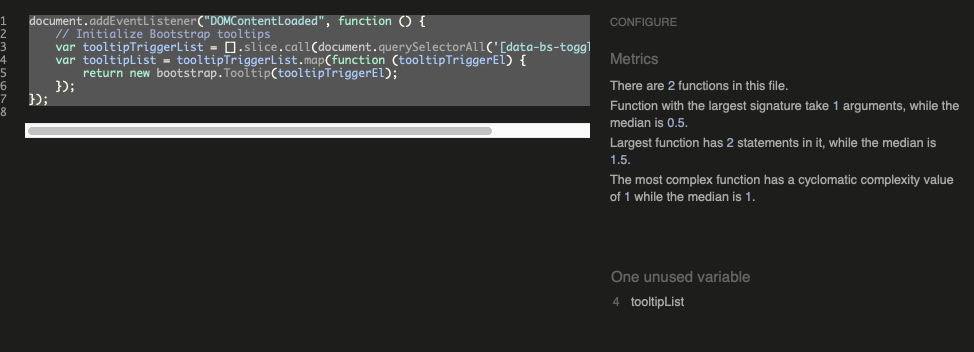 1 document.addEventListener("DOMContentLoaded", function () {
2 // Initialize Bootstrap tooltips
3 var tooltipTriggerList = [].slice.call(document.querySelectorAll('[data-bs-toggl
4 var tooltipList = tooltipTriggerList.map(function (tooltipTriggerEl) {
5 return new bootstrap.Tooltip(tooltipTriggerEl);
6 });
7 });
8
CONFIGURE
Metrics
There are 2 functions in this file.
Function with the largest signature take 1 arguments, while the
median is 0.5.
Largest function has 2 statements in it, while the median is
1.5.
The most complex function has a cyclomatic complexity value
of 1 while the median is 1.
One unused variable
4 tooltipList